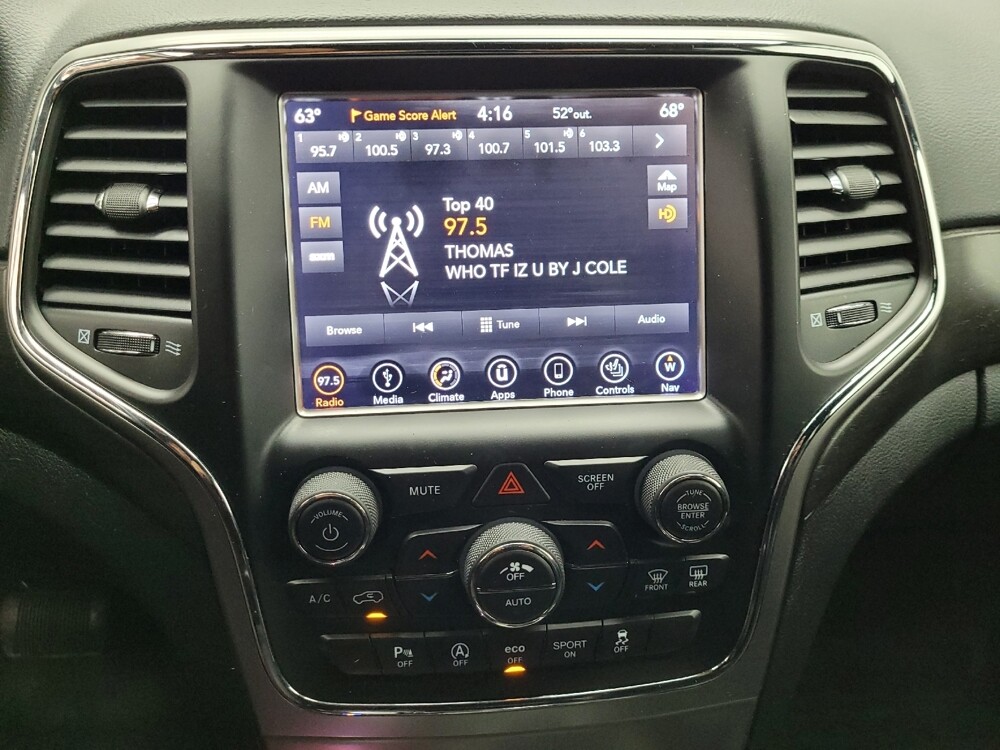 63° Game Score Alert 4:16 52°out. 68°
1 95.7 2 100.5 3 97.3 4 100.7 5 101.5 6 103.3
AM
Map
Top 40
FM
97.5
HD
THOMAS
WHO TF IZ U BY J COLE
Browse Tune Audio
97.5 W
Radio Media Climate Apps Phone Controls Nav
MUTE
SCREEN
OFF
VOLUME
TUNE
BROWSE
ENTER
SCROLL
OFF
AUTO
A/C
FRONT
REAR
P OFF
A OFF
eco OFF
SPORT ON
OFF